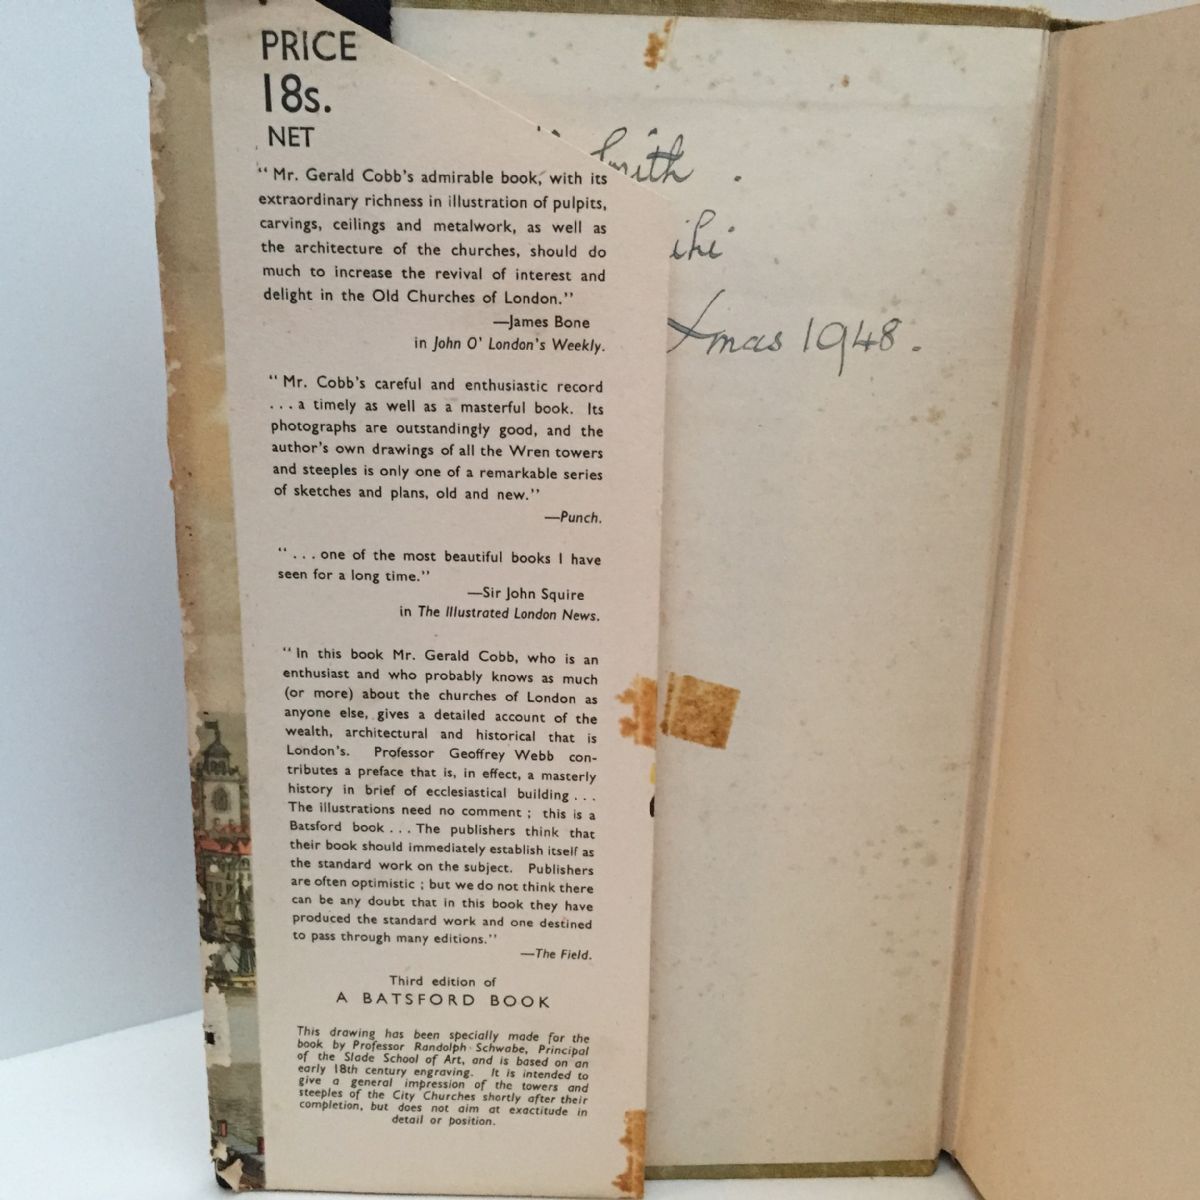 PRICE
18s.
NET
“Mr. Gerald Cobb's admirable book, with its
extraordinary richness in illustration of pulpits,
carvings, ceilings and metalwork, as well as
the architecture of the churches, should do
much to increase the revival of interest and
delight in the Old Churches of London.”
—James Bone
in John O' London's Weekly.
“Mr. Cobb's careful and enthusiastic record
...a timely as well as a masterful book. Its
photographs are outstandingly good, and the
author's own drawings of all the Wren towers
and steeples is only one of a remarkable series
of sketches and plans, old and new.”
—Punch.
“...one of the most beautiful books I have
seen for a long time.”
—Sir John Squire
in The Illustrated London News.
“In this book Mr. Gerald Cobb, who is an
enthusiast and who probably knows as much
(or more) about the churches of London as
anyone else, gives a detailed account of the
wealth, architectural and historical that is
London's. Professor Geoffrey Webb con-
tributes a preface that is, in effect, a masterly
history in brief of ecclesiastical building...
The illustrations need no comment; this is a
Batsford book...The publishers think that
their book should immediately establish itself as
the standard work on the subject. Publishers
are often optimistic; but we do not think there
can be any doubt that in this book they have
produced the standard work and one destined
to pass through many editions.”
—The Field.
Third edition of
A BATSFORD BOOK
This drawing has been specially made for the
book by Professor Randolph Schwabe, Principal
of the Slade School of Art, and is based on an
early 18th century engraving. It is intended to
give a general impression of the towers and
steeples of the City Churches shortly after their
completion, but does not aim at exactitude in
detail or position.
Smith.
ihi
Xmas 1948.